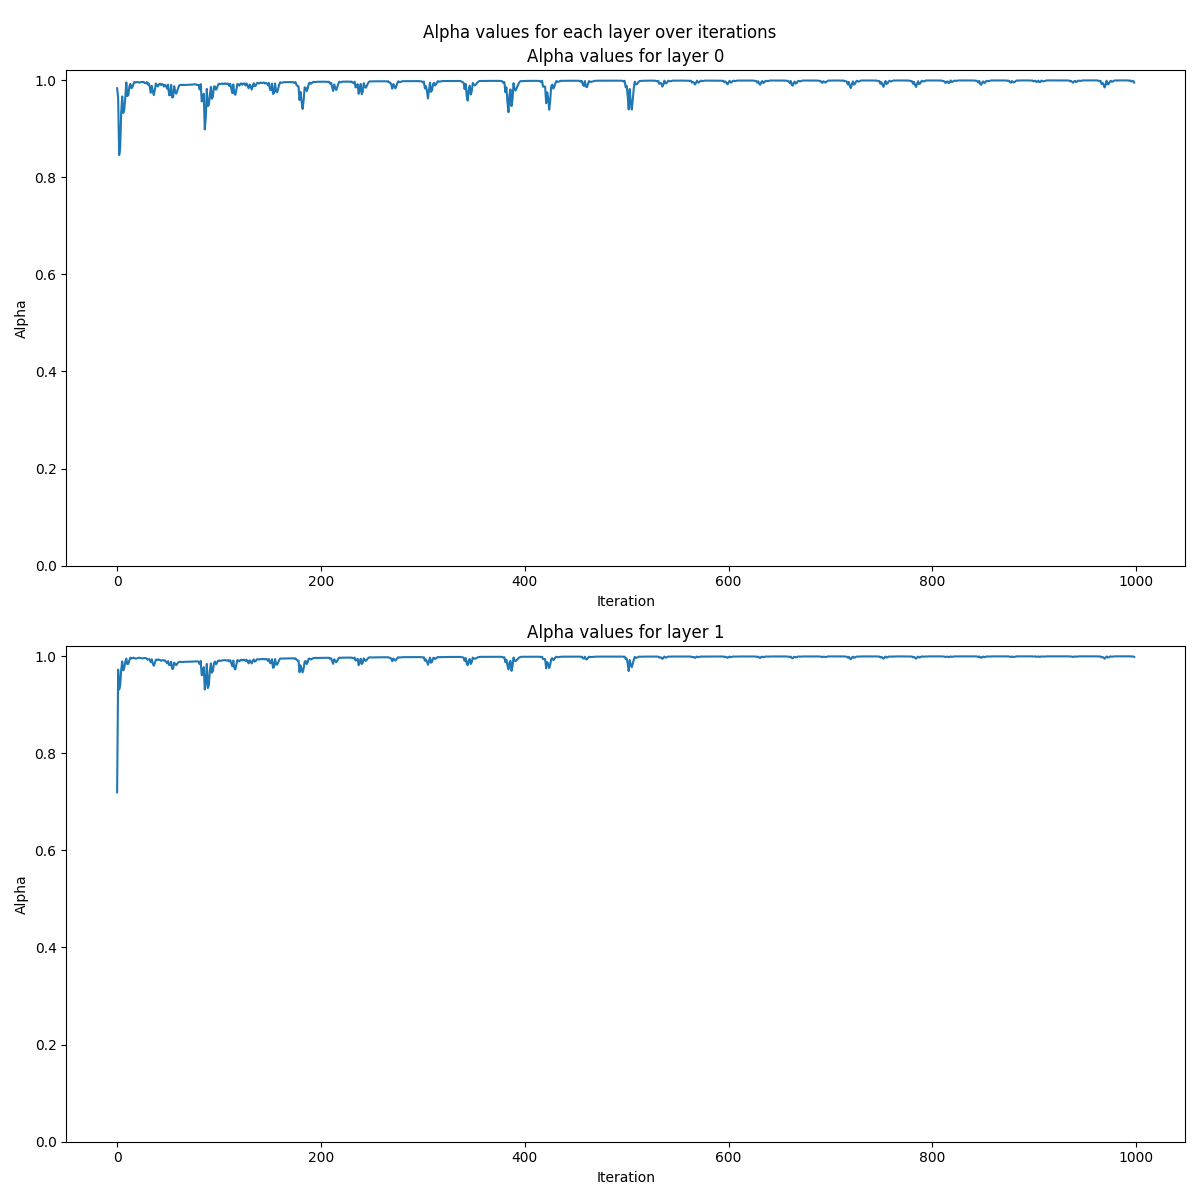 Alpha values for each layer over iterations
Alpha values for layer 0
1.0
0.8
0.6
0.4
0.2
0.0
Alpha
0 200 400 600 800 1000
Iteration
Alpha values for layer 1
1.0
0.8
0.6
0.4
0.2
0.0
Alpha
0 200 400 600 800 1000
Iteration